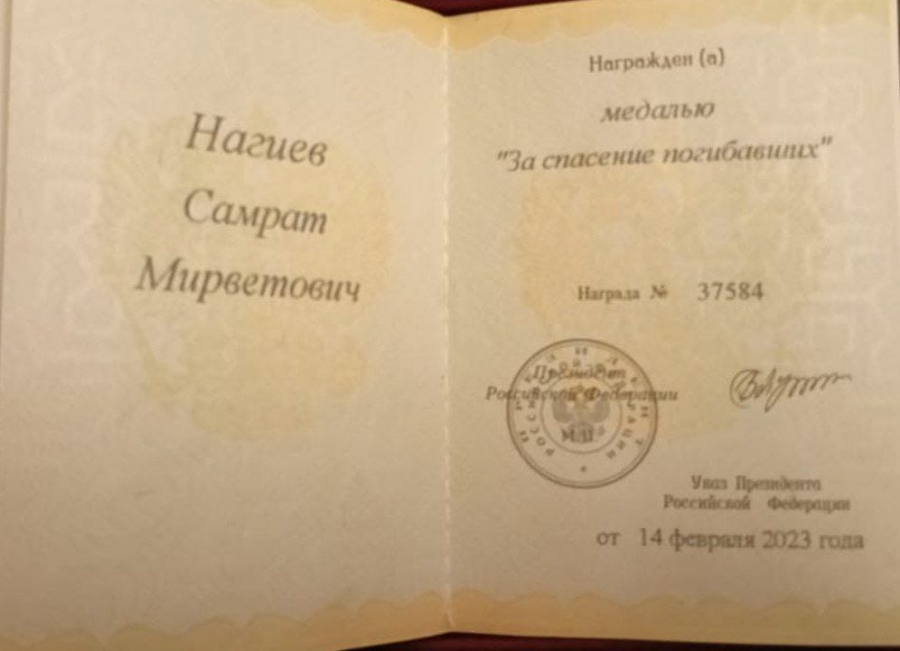 Нагиев
Самрат
Мирветович
Награжден (а)
медалью
"За спасение погибавших"
Награда № 37584
Президент
Российской Федерации
М.П.
Указ Президента
Российской Федерации
от 14 февраля 2023 года